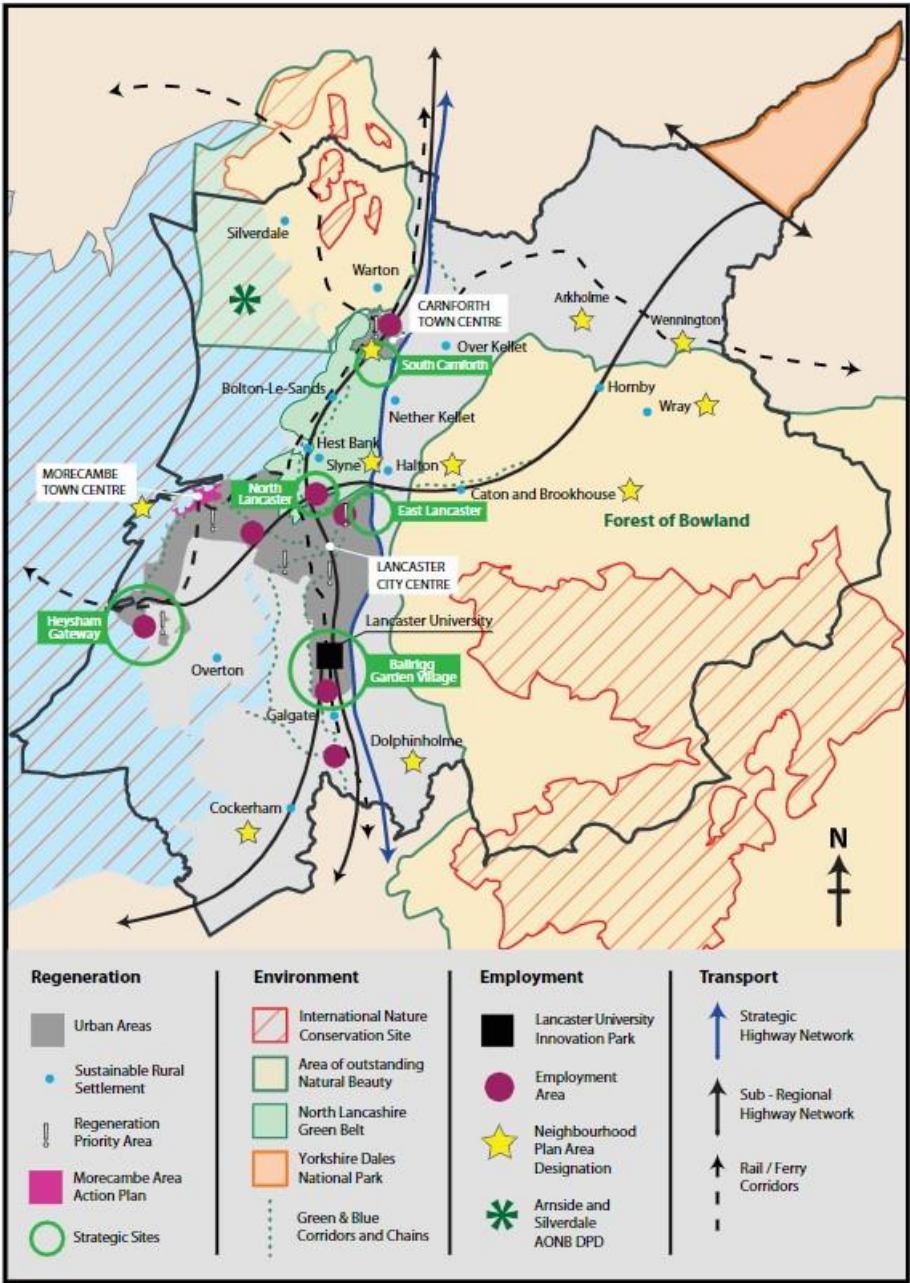 Silverdale
Warton
CARNFORTH
TOWN CENTRE
Arkholme
Wennington
Over Kellet
South Carnforth
Bolton-Le-Sands
Hornby
Wray
Nether Kellet
Hest Bank
Slyne
Halton
MORECAMBE
TOWN CENTRE
North
Lancaster
Caton and Brookhouse
East Lancaster
Forest of Bowland
LANCASTER
CITY CENTRE
Heysham
Gateway
Lancaster University
Overton
Bailrigg
Garden Village
Galgate
Dolphinholme
Cockerham
N
Regeneration
Urban Areas
Sustainable Rural
Settlement
Regeneration
Priority Area
Morecambe Area
Action Plan
Strategic Sites
Environment
International Nature
Conservation Site
Area of outstanding
Natural Beauty
North Lancashire
Green Belt
Yorkshire Dales
National Park
Green & Blue
Corridors and Chains
Employment
Lancaster University
Innovation Park
Employment
Area
Neighbourhood
Plan Area
Designation
Arnside and
Silverdale
AONB DPD
Transport
Strategic
Highway Network
Sub - Regional
Highway Network
Rail / Ferry
Corridors